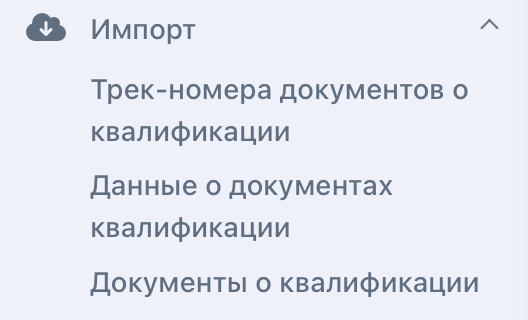 Импорт
Трек-номера документов о
квалификации
Данные о документах
квалификации
Документы о квалификации